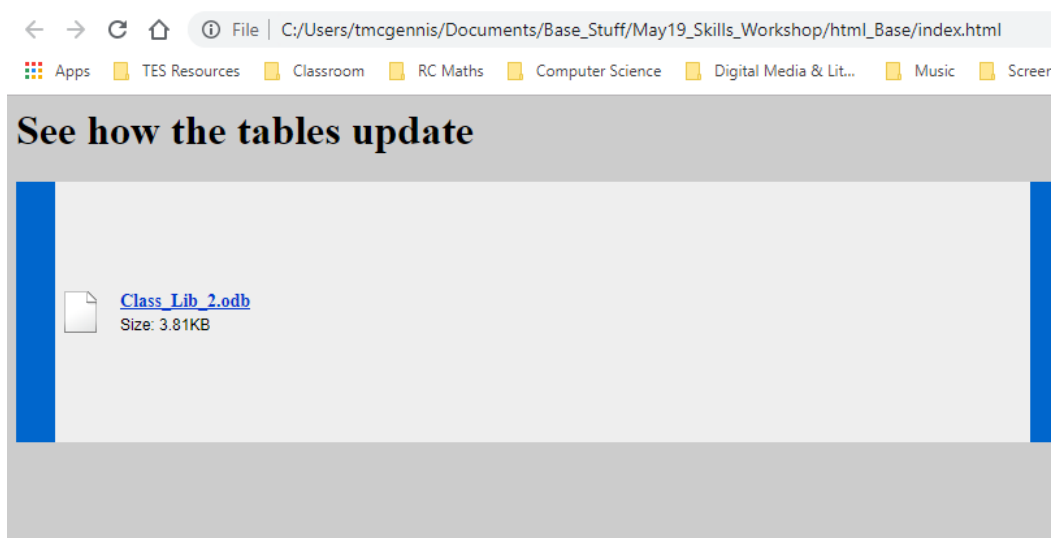 File | C:/Users/tmcgennis/Documents/Base_Stuff/May19_Skills_Workshop/html_Base/index.html
Apps TES Resources Classroom RC Maths Computer Science Digital Media & Lit... Music Screen
See how the tables update
Class_Lib_2.odb
Size: 3.81KB